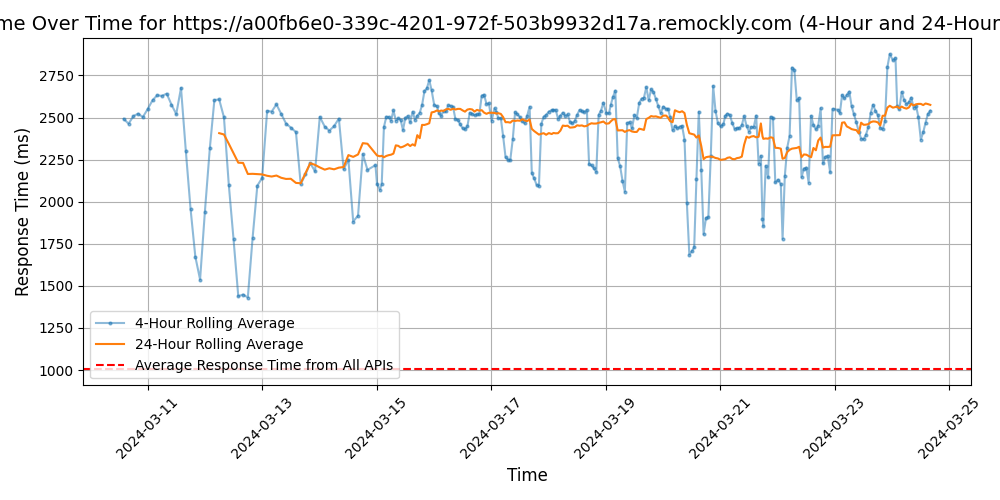 me Over Time for https://a00fb6e0-339c-4201-972f-503b9932d17a.remockly.com (4-Hour and 24-Hour
Response Time (ms)
2750
2500
2250
2000
1750
1500
1250
1000
4-Hour Rolling Average
24-Hour Rolling Average
Average Response Time from All APIs
2024-03-11
2024-03-13
2024-03-15
2024-03-17
2024-03-19
2024-03-21
2024-03-23
2024-03-25
Time